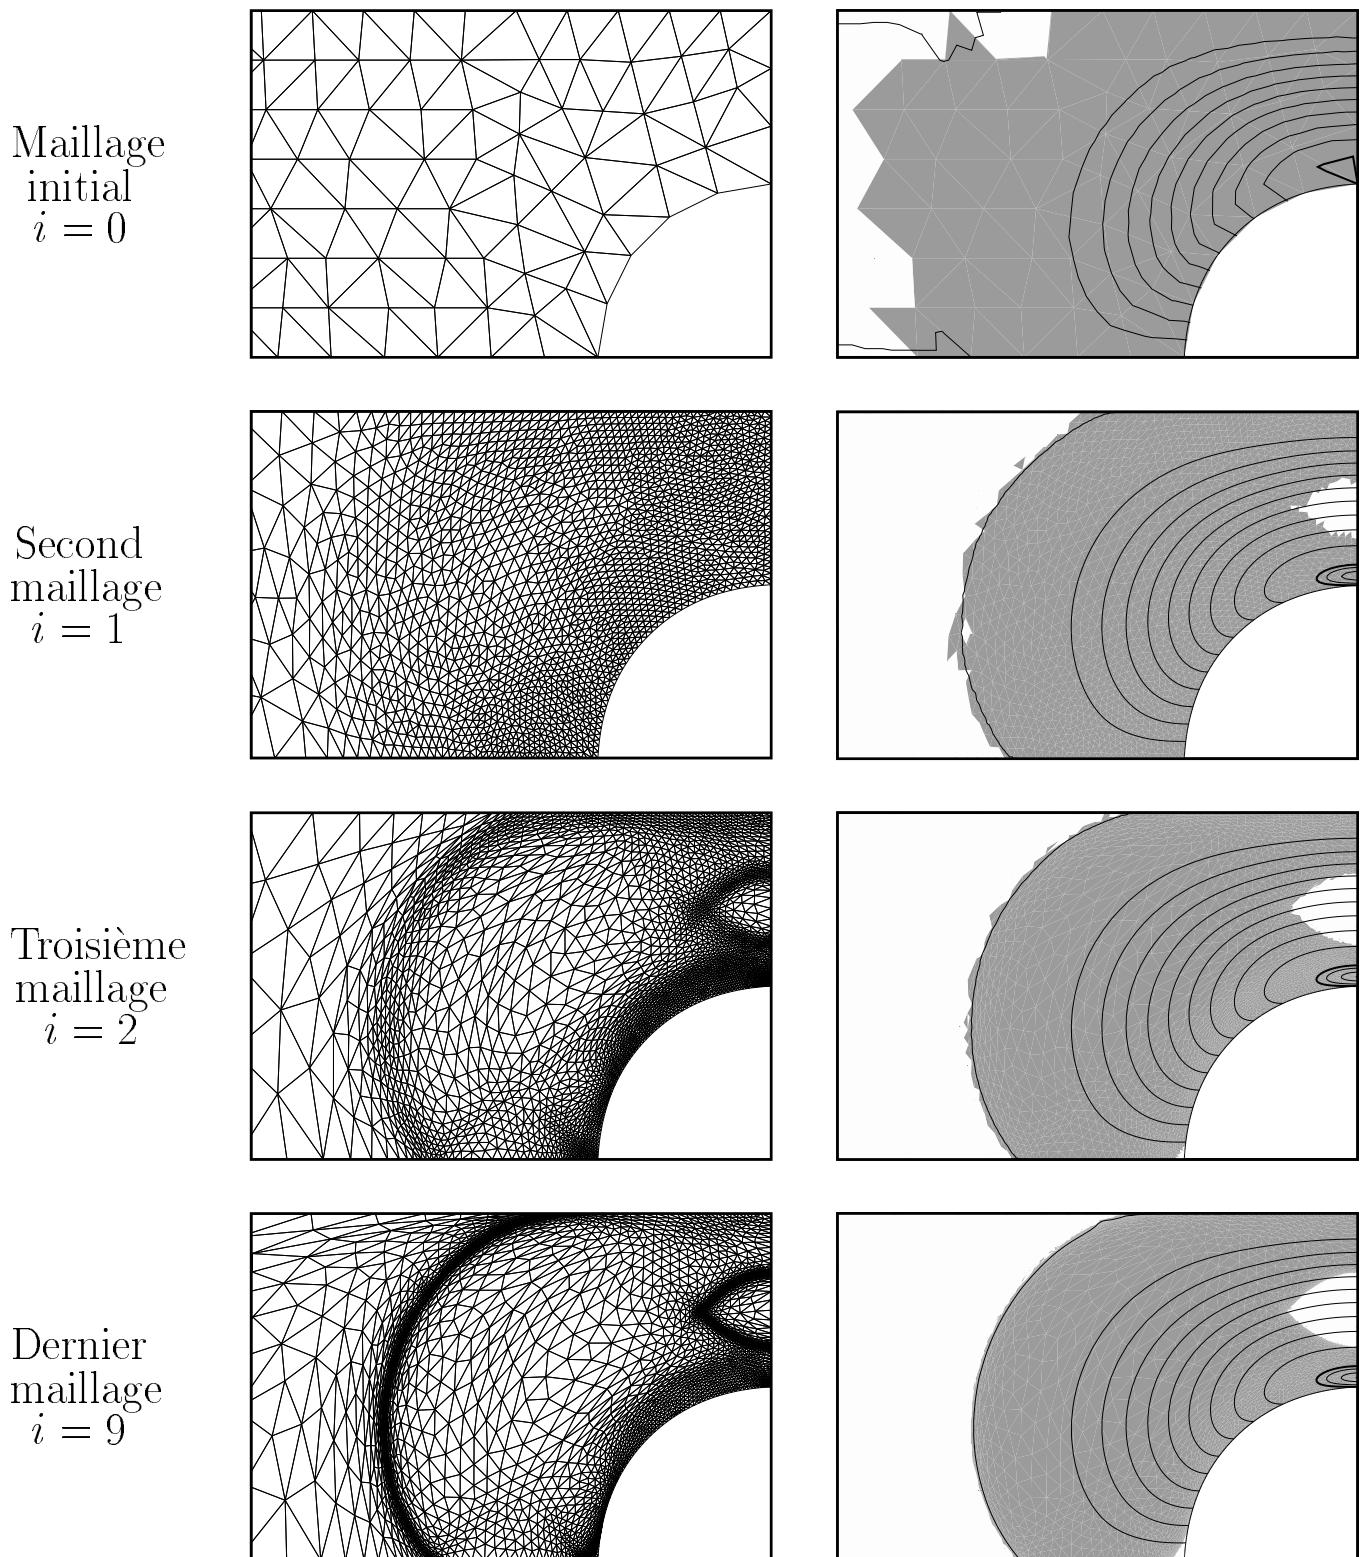 Maillage
initial
i = 0
Second
maillage
i = 1
Troisième
maillage
i = 2
Dernier
maillage
i = 9